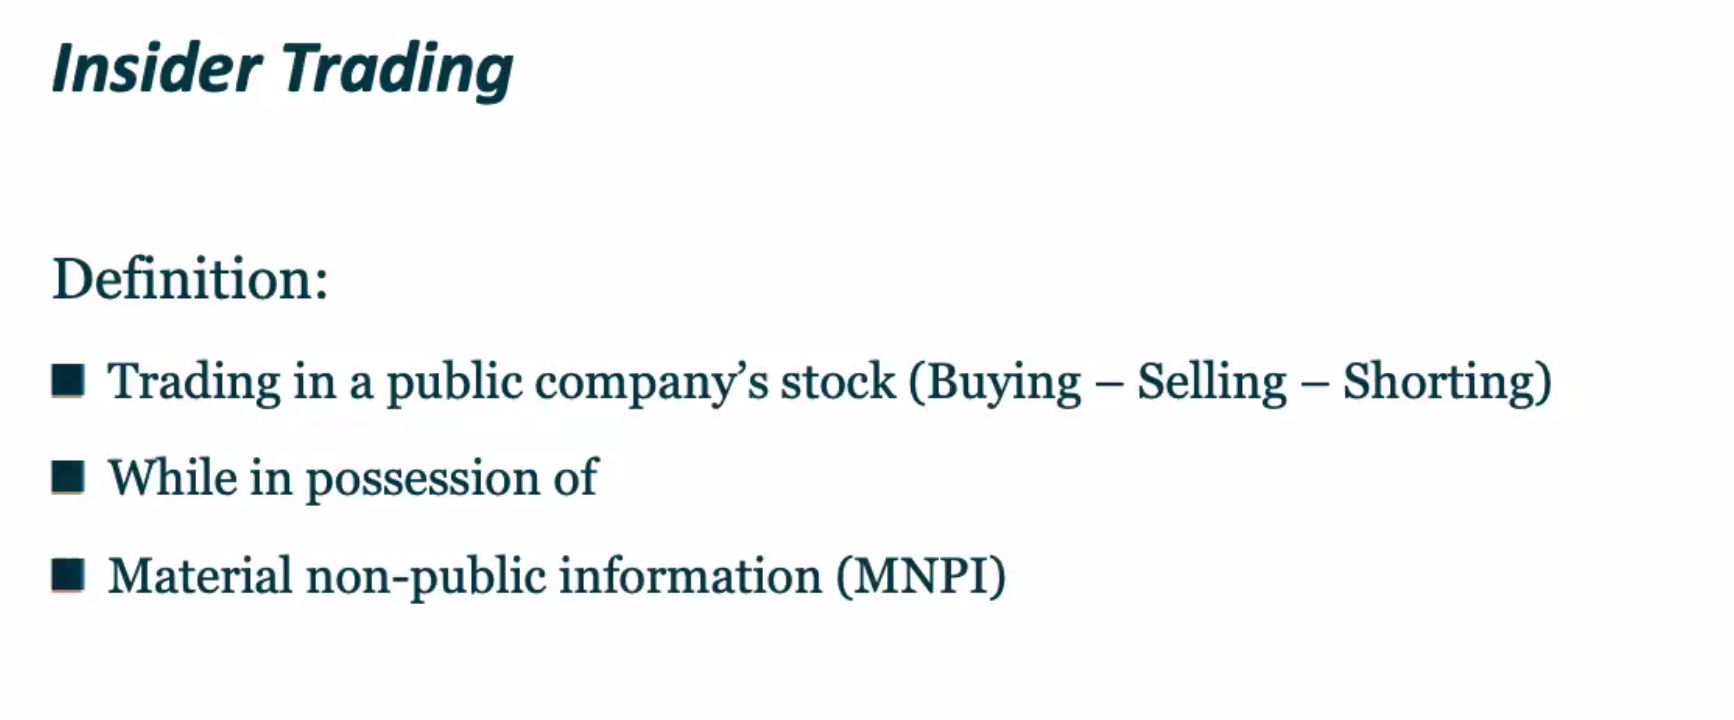 Insider Trading
Definition:
■ Trading in a public company’s stock (Buying – Selling – Shorting)
■ While in possession of
■ Material non-public information (MNPI)